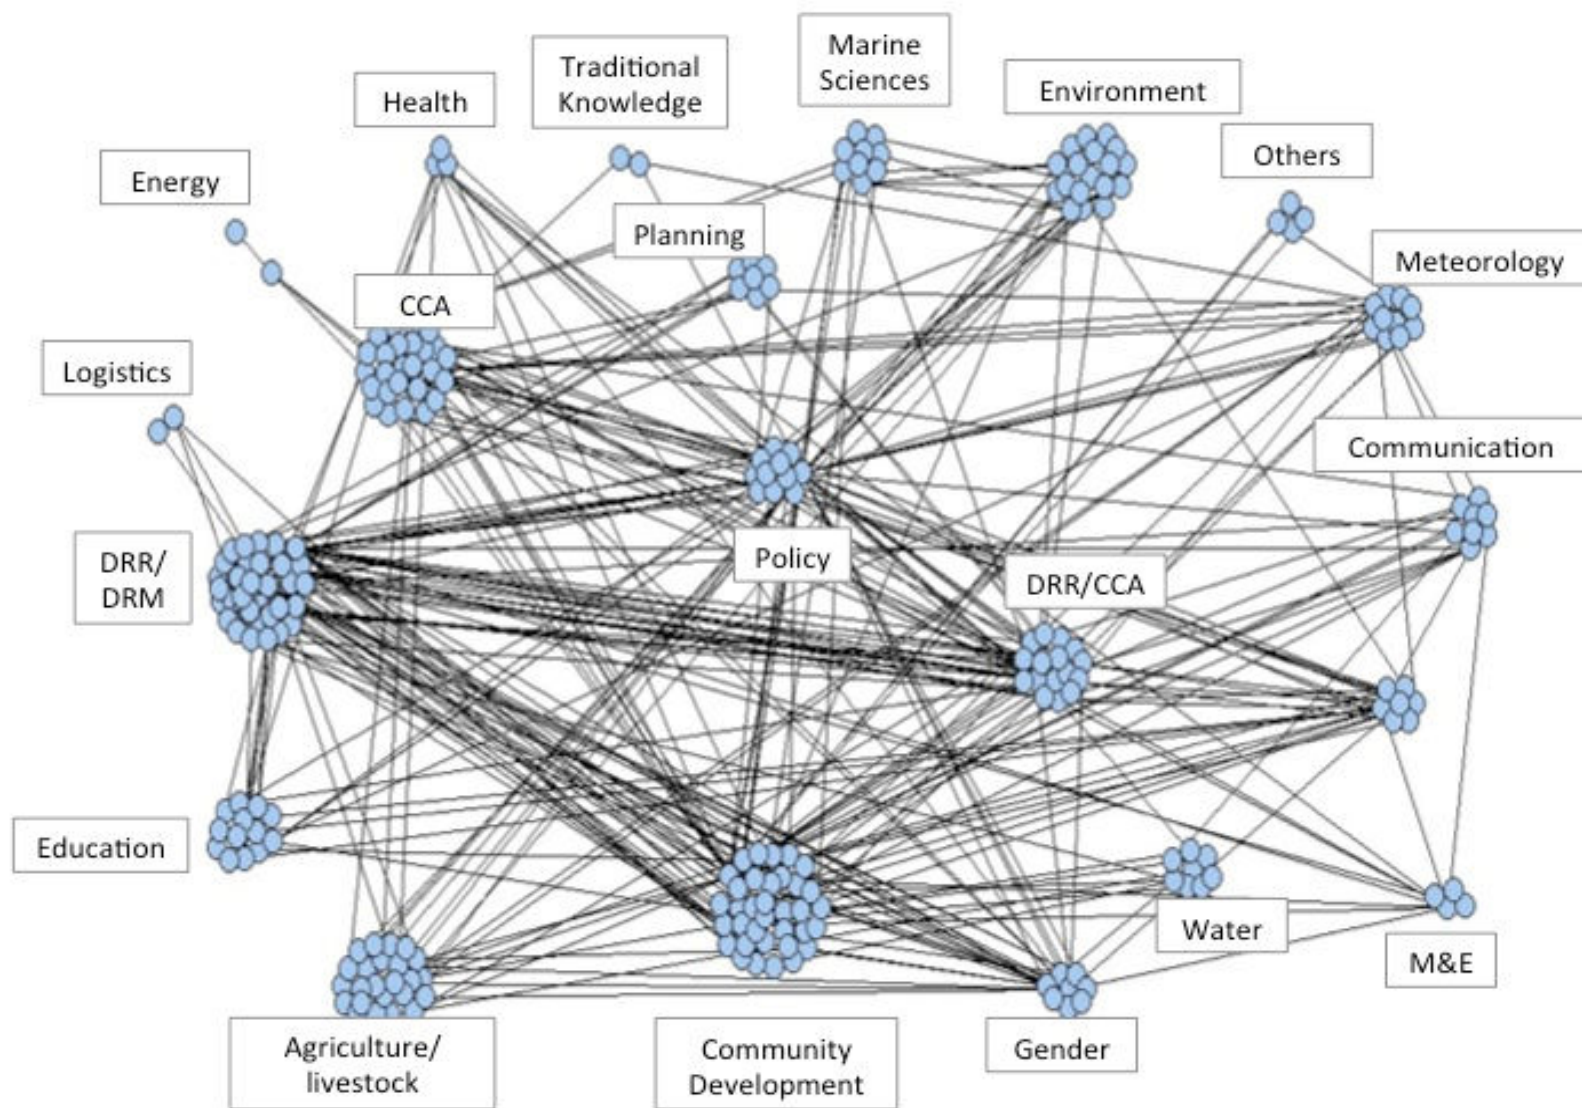 Marine
Sciences
Traditional
Knowledge
Health
Environment
Others
Energy
Planning
Meteorology
CCA
Logistics
Communication
Policy
DRR/
DRM
DRR/CCA
Education
Water
M&E
Agriculture/
livestock
Community
Development
Gender